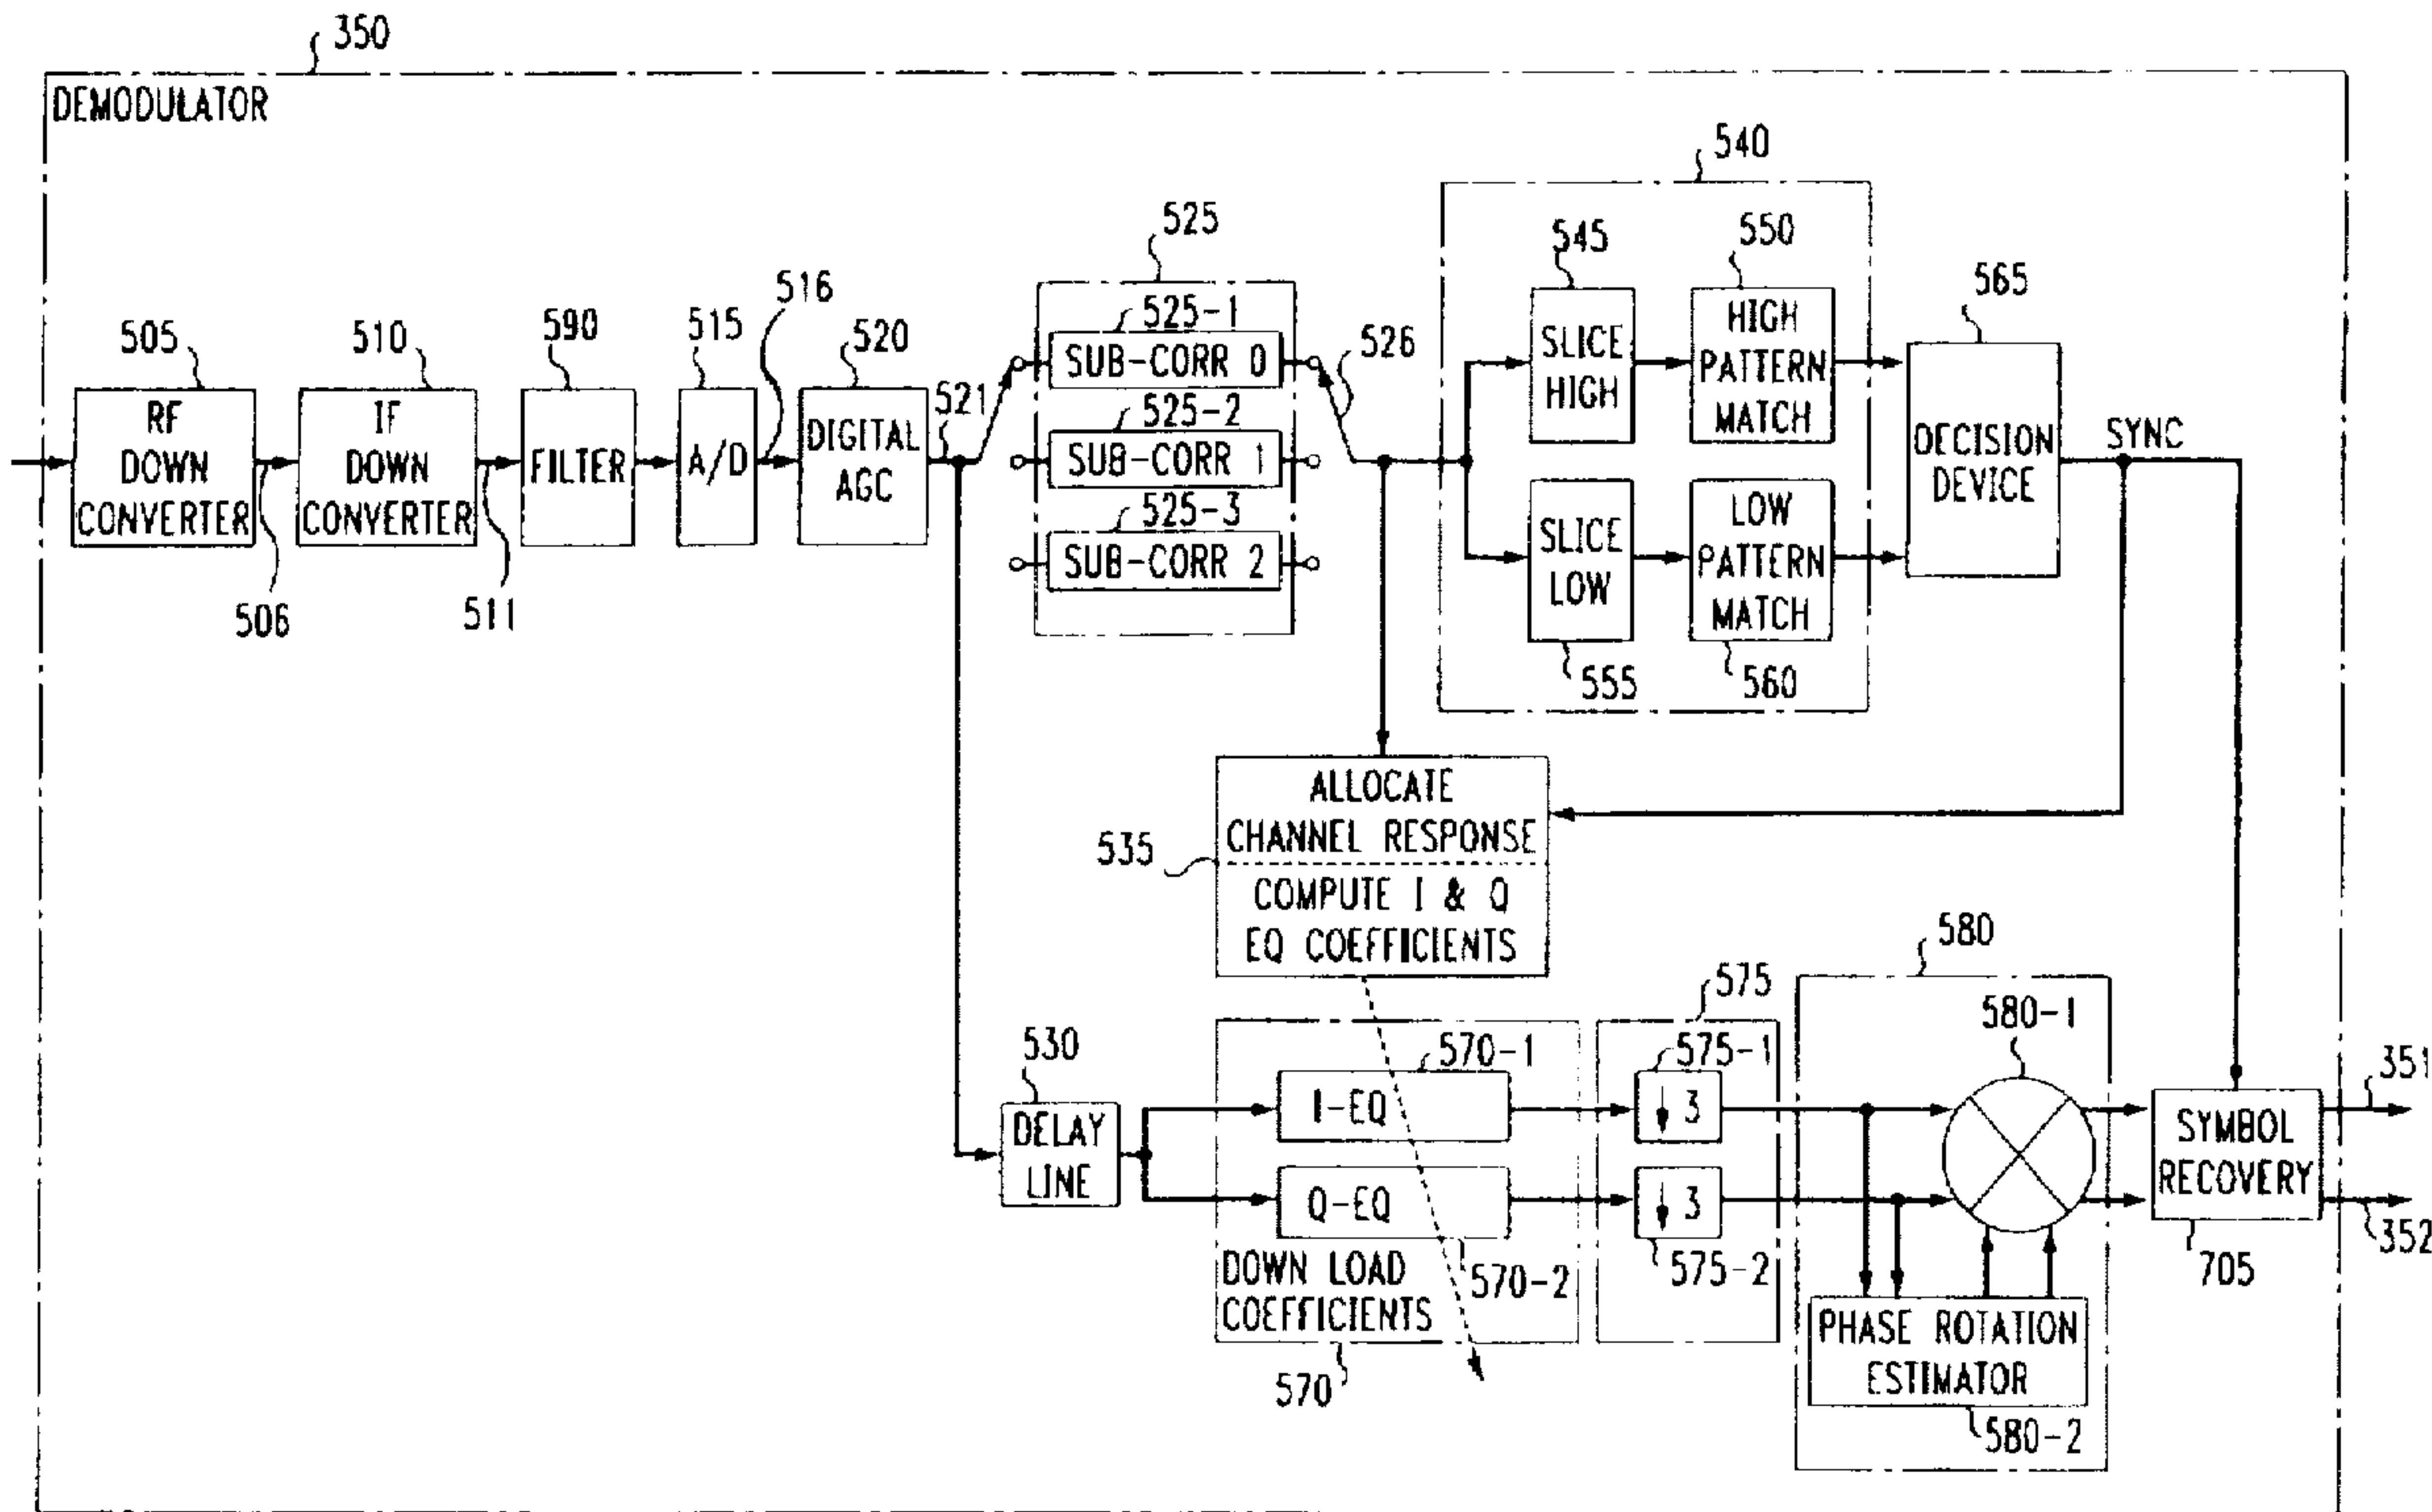 350
DEMODULATOR
540
525
545
550
565
505
510
590
515
516
520
521
525-1
SUB-CORR 0
526
525-2
SUB-CORR 1
525-3
SUB-CORR 2
RF
DOWN
CONVERTER
IF
DOWN
CONVERTER
FILTER
A/D
DIGITAL
AGC
SLICE
HIGH
HIGH
PATTERN
MATCH
SLICE
LOW
LOW
PATTERN
MATCH
DECISION
DEVICE
SYNC
506
511
555
560
ALLOCATE
CHANNEL RESPONSE
535
COMPUTE I & Q
EQ COEFFICIENTS
530
DELAY
LINE
570-1
I-EQ
Q-EQ
570-2
DOWN LOAD
COEFFICIENTS
570
575
575-1
↓ 3
↓ 3
575-2
580
580-1
PHASE ROTATION
ESTIMATOR
580-2
SYMBOL
RECOVERY
705
351
352